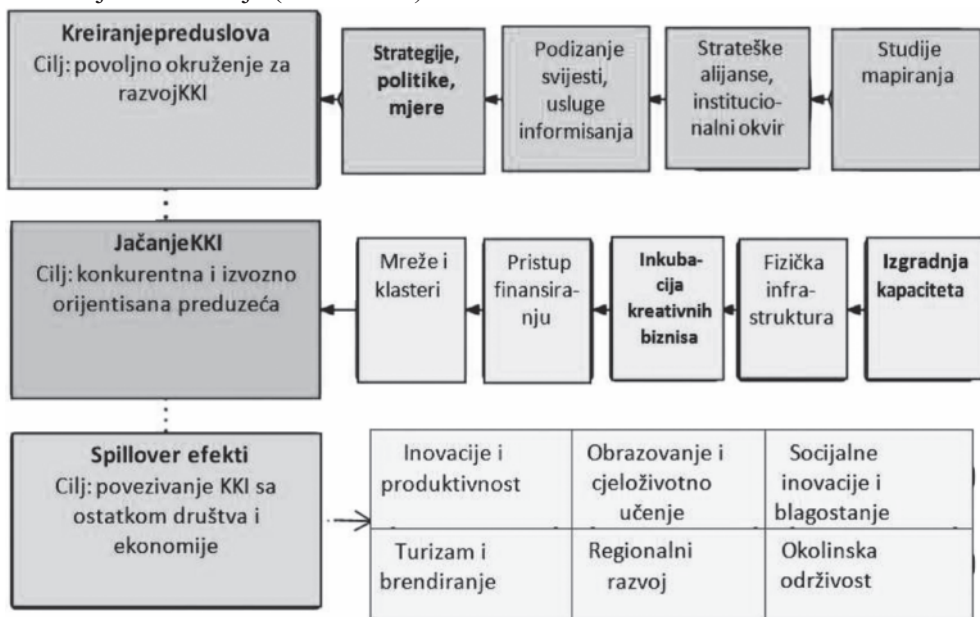 Kreiranjepreduslova
Cilj: povoljno okruženje za
razvojKKI
Strategije,
politike,
mjere
Podizanje
svijesti,
usluge
informisanja
Strateške
alijanse,
institucio-
nalni okvir
Studije
mapiranja
JačanjeKKI
Cilj: konkurentna i izvozno
orijentisana preduzeća
Mreže i
klasteri
Pristup
finansira-
nju
Inkuba-
cija
kreativnih
biznisa
Fizička
infra-
struktura
Izgradnja
kapaciteta
Spillover efekti
Cilj: povezivanje KKI sa
ostatkom društva i
ekonomije
Inovacije i
produktivnost
Obrazovanje i
cjeloživotno
učenje
Socijalne
inovacije i
blagostanje
Turizam i
brendiranje
Regionalni
razvoj
Okolinska
održivost